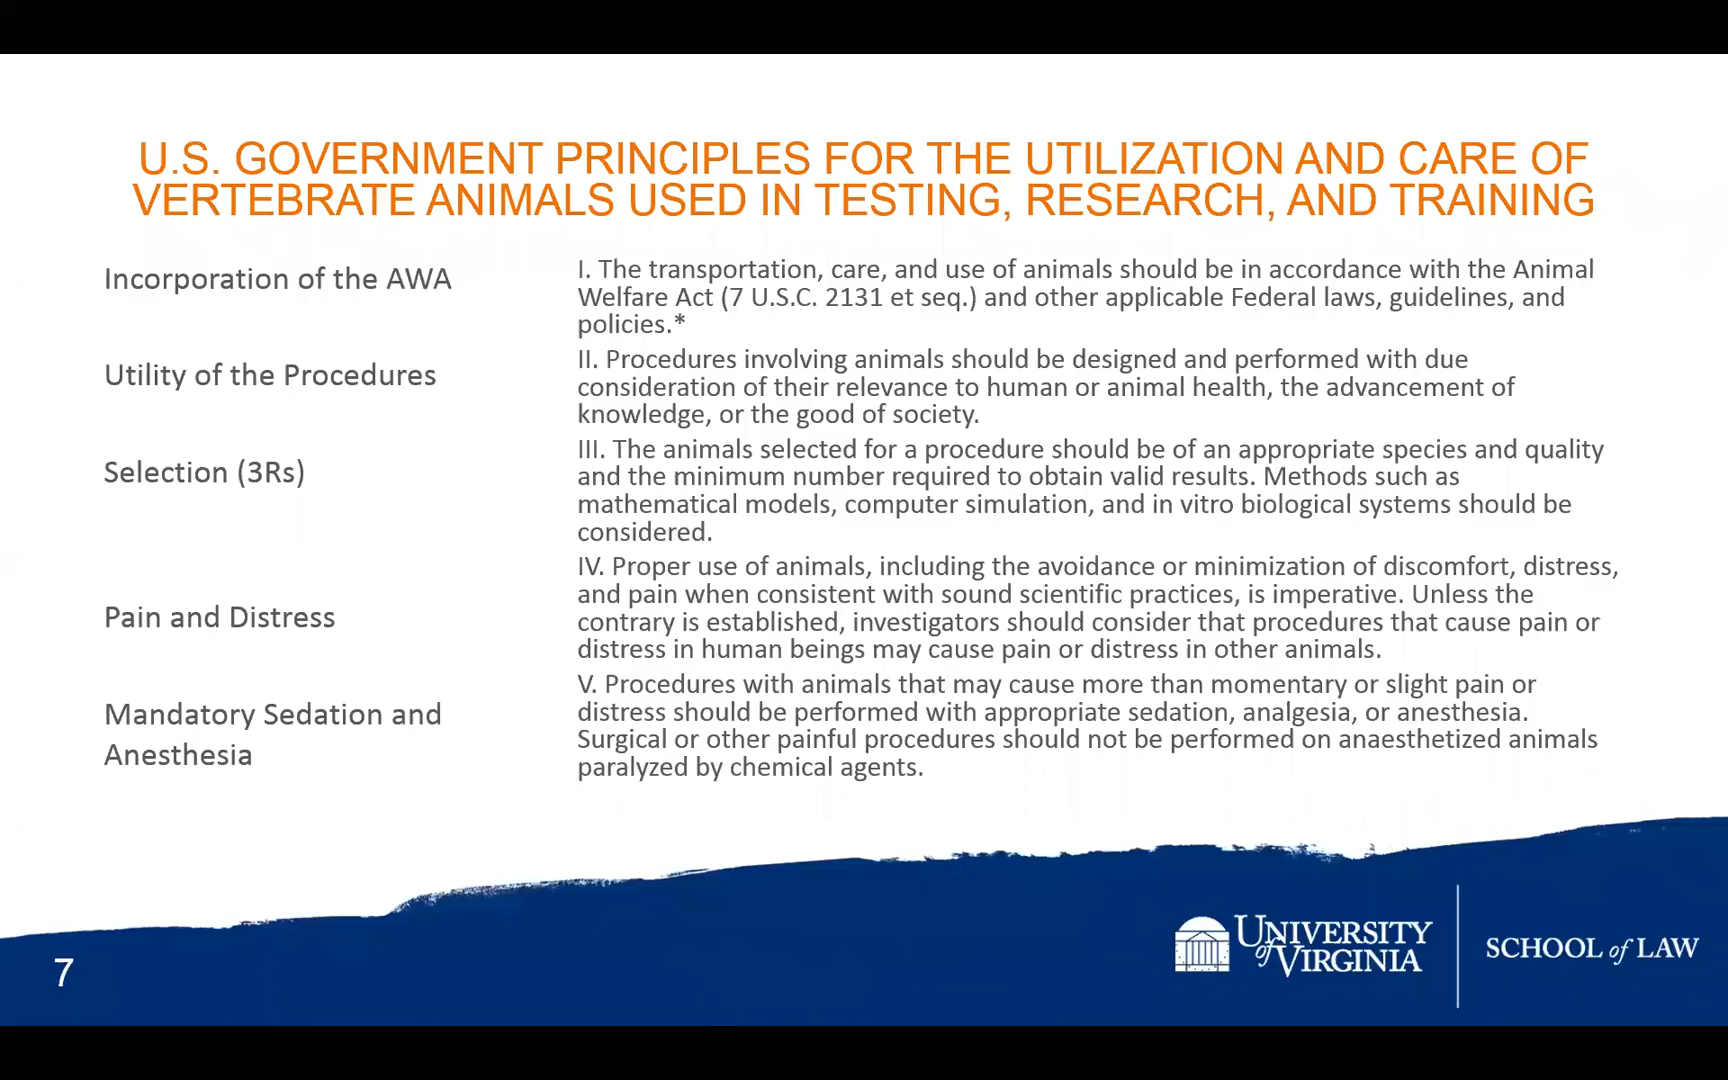 U.S. GOVERNMENT PRINCIPLES FOR THE UTILIZATION AND CARE OF
VERTEBRATE ANIMALS USED IN TESTING, RESEARCH, AND TRAINING
Incorporation of the AWA
I. The transportation, care, and use of animals should be in accordance with the Animal
Welfare Act (7 U.S.C. 2131 et seq.) and other applicable Federal laws, guidelines, and
policies.*
Utility of the Procedures
II. Procedures involving animals should be designed and performed with due
consideration of their relevance to human or animal health, the advancement of
knowledge, or the good of society.
Selection (3Rs)
III. The animals selected for a procedure should be of an appropriate species and quality
and the minimum number required to obtain valid results. Methods such as
mathematical models, computer simulation, and in vitro biological systems should be
considered.
Pain and Distress
IV. Proper use of animals, including the avoidance or minimization of discomfort, distress,
and pain when consistent with sound scientific practices, is imperative. Unless the
contrary is established, investigators should consider that procedures that cause pain or
distress in human beings may cause pain or distress in other animals.
Mandatory Sedation and
Anesthesia
V. Procedures with animals that may cause more than momentary or slight pain or
distress should be performed with appropriate sedation, analgesia, or anesthesia.
Surgical or other painful procedures should not be performed on anaesthetized animals
paralyzed by chemical agents.
7
UNIVERSITY
of VIRGINIA
SCHOOL of LAW